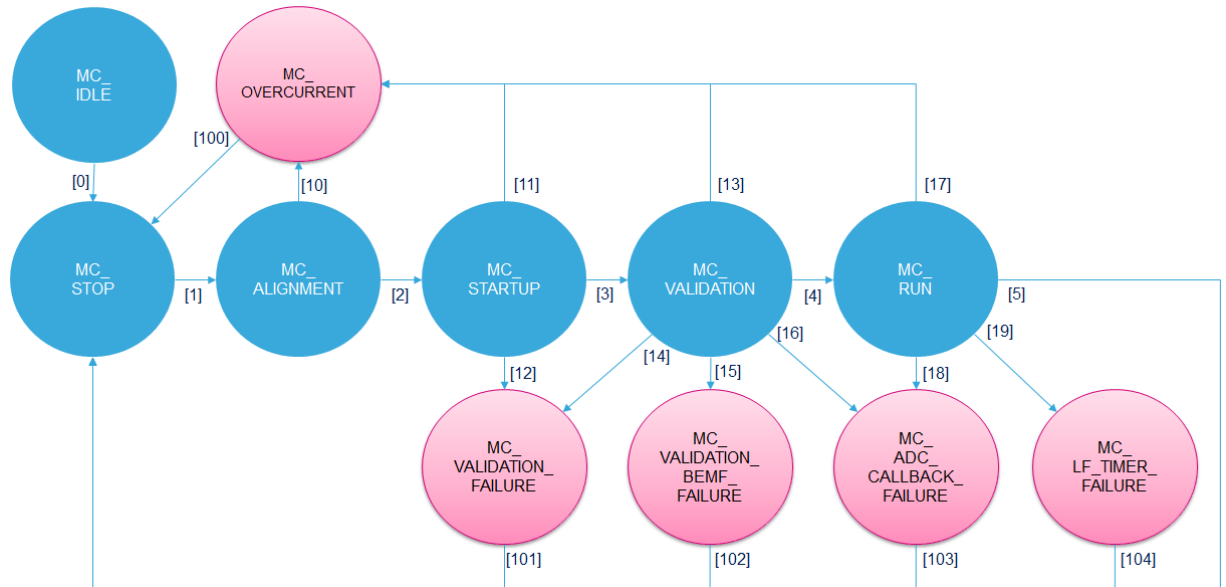 MC_
IDLE
MC_
OVERCURRENT
[100]
[0]
[10]
[11]
[13]
[17]
MC_
STOP
[1]
MC_
ALIGNMENT
[2]
MC_
STARTUP
[3]
MC_
VALIDATION
[4]
MC_
RUN
[5]
[12]
[14]
[15]
[16]
[18]
[19]
MC_
VALIDATION_
FAILURE
MC_
VALIDATION_
BEMF_
FAILURE
MC_
ADC_
CALLBACK_
FAILURE
MC_
LF_TIMER_
FAILURE
[101]
[102]
[103]
[104]